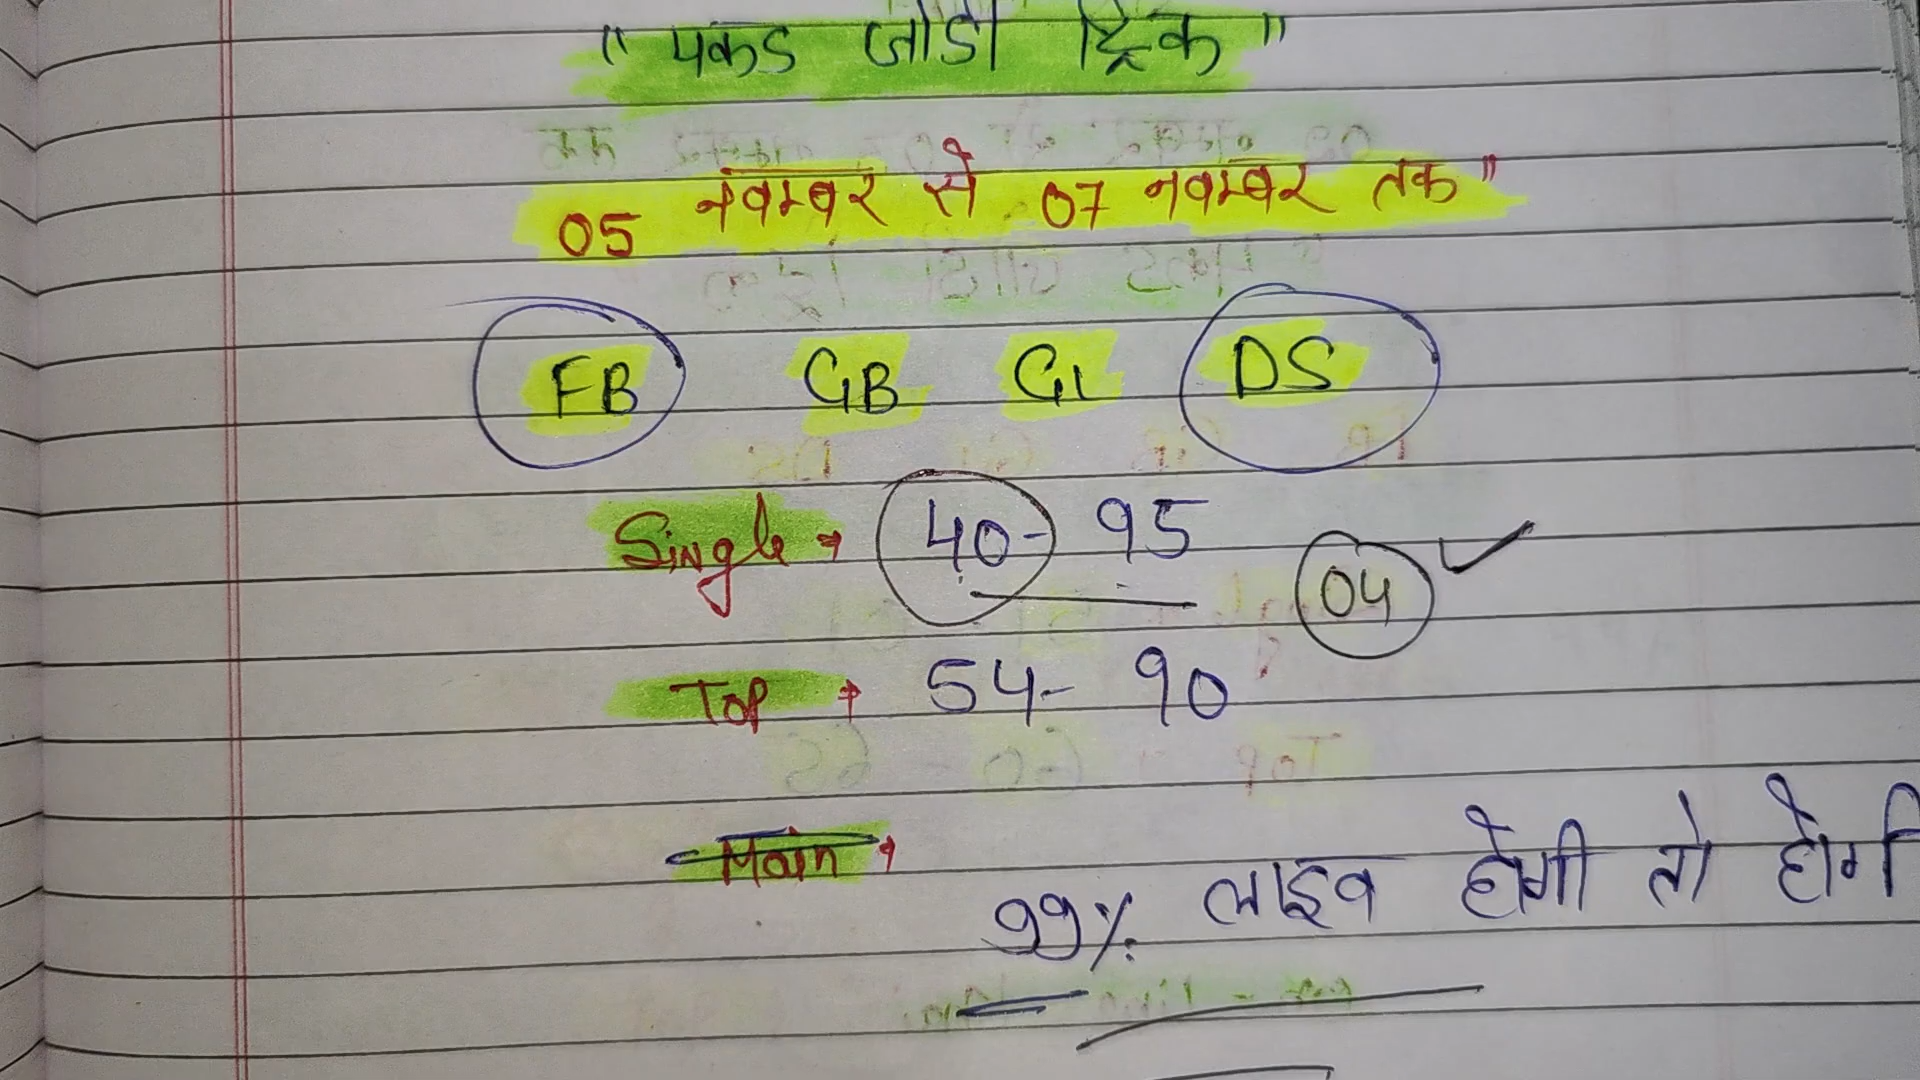 " पकड जोडी ट्रिक "
05 नवम्बर से 07 नवम्बर तक "
FB GB GL DS
Single → 40 - 95
04 ✓
Top → 54 - 90
Main →
99% लाइव होगी तो होगी